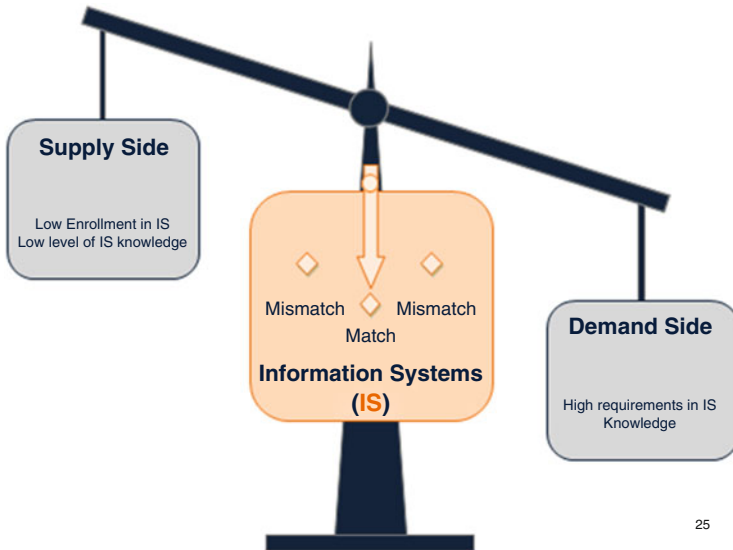 Supply Side
Low Enrollment in IS
Low level of IS knowledge
Mismatch
Mismatch
Match
Information Systems
(IS)
Demand Side
High requirements in IS
Knowledge
25